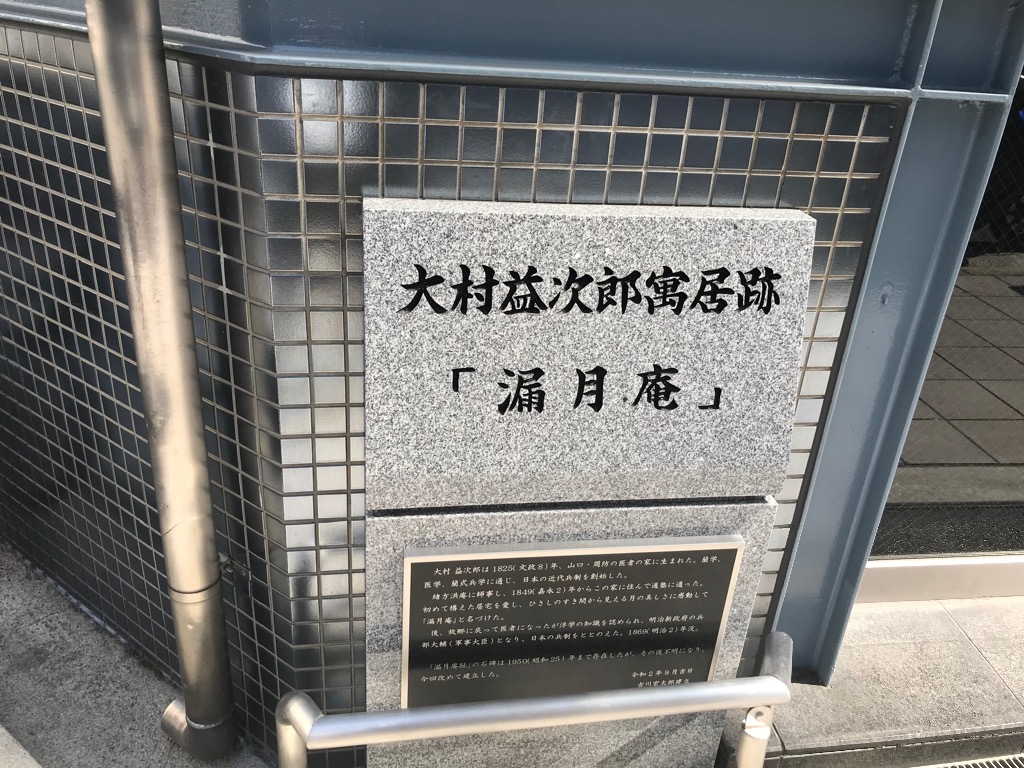 大村益次郎寓居跡
「漏月庵」
大村 益次郎は1825(文政8)年、山口・周防の医者の家に生まれた。蘭学、
医学、蘭式兵学に通じ、日本の近代兵制を創始した。
緒方洪庵に師事し、1849(嘉永2)年からこの家に住んで適塾に通った。
初めて構えた居宅を愛し、ひさしのすき間から見える月の美しさに感動して
「漏月庵」と名づけた。
後、故郷に戻って医者になったが洋学の知識を認められ、明治新政府の兵
部大輔(軍事大臣)となり、日本の兵制をととのえた。1869(明治2)年没。
「漏月庵趾」の石碑は1950(昭和25)年まで存在したが、その後不明になり、
今回改めて建立した。
令和2年9月吉日